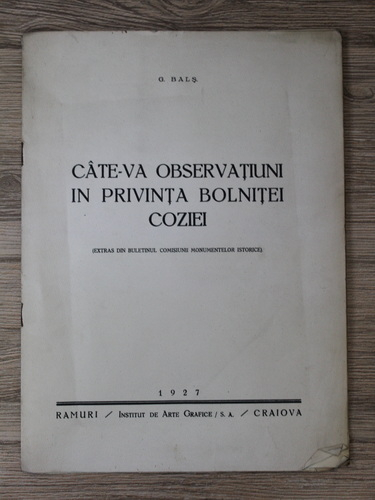 G. BALȘ
CÂTE-VA OBSERVAȚIUNI
IN PRIVINȚA BOLNIȚEI
COZIEI
(EXTRAS DIN BULETINUL COMISIUNII MONUMENTELOR ISTORICE)
1927
RAMURI / INSTITUT DE ARTE GRAFICE / S. A. / CRAIOVA